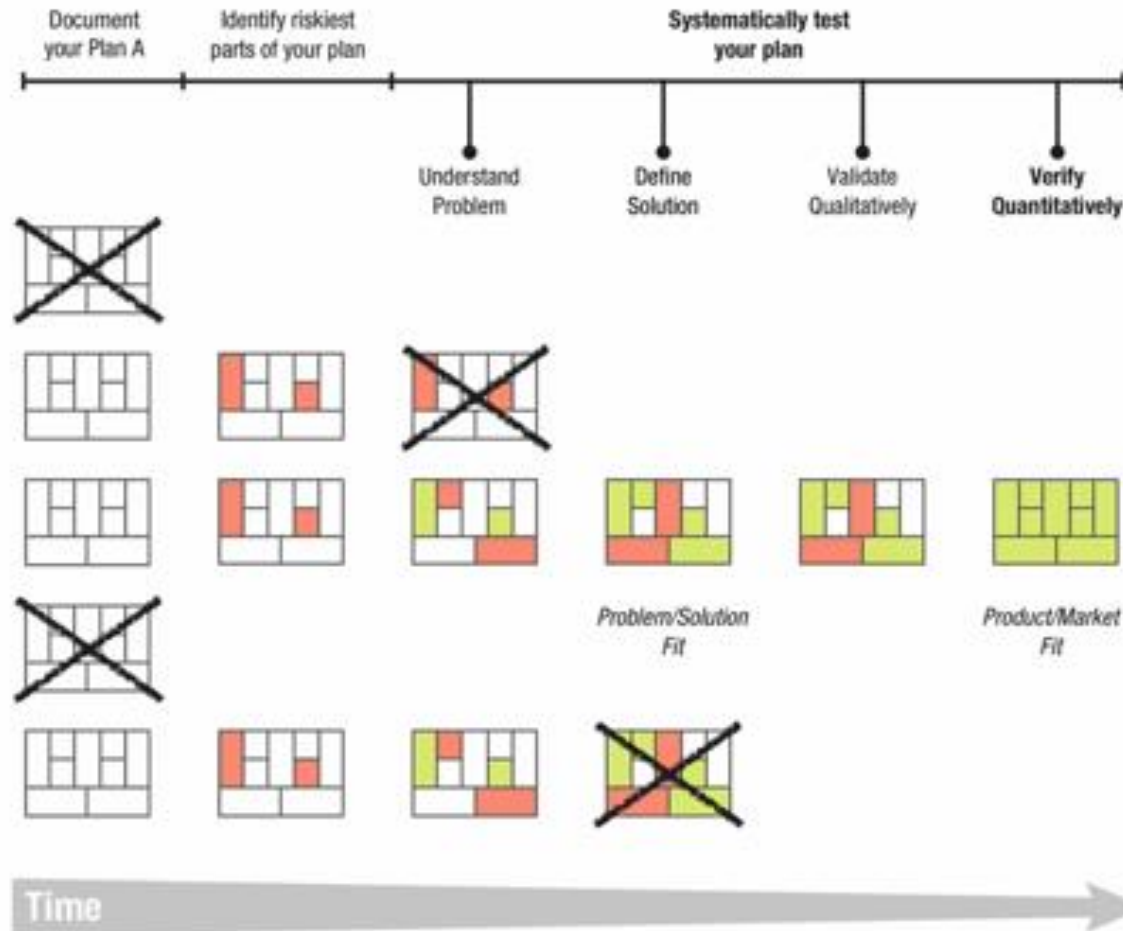 Document
your Plan A
Identify riskiest
parts of your plan
Systematically test
your plan
Understand
Problem
Define
Solution
Validate
Qualitatively
Verify
Quantitatively
Problem/Solution
Fit
Product/Market
Fit
Time